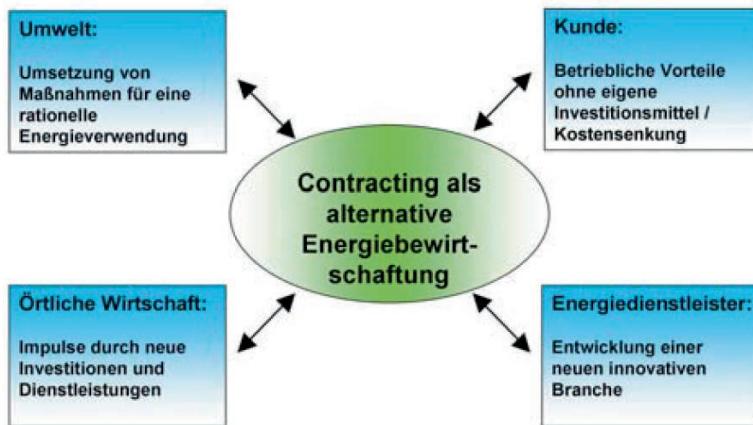 Umwelt:
Umsetzung von
Maßnahmen für eine
rationelle
Energieverwendung
Kunde:
Betriebliche Vorteile
ohne eigene
Investitionsmittel /
Kostensenkung
Contracting als
alternative
Energiebewirt-
schaftung
Örtliche Wirtschaft:
Impulse durch neue
Investitionen und
Dienstleistungen
Energiedienstleister:
Entwicklung einer
neuen innovativen
Branche